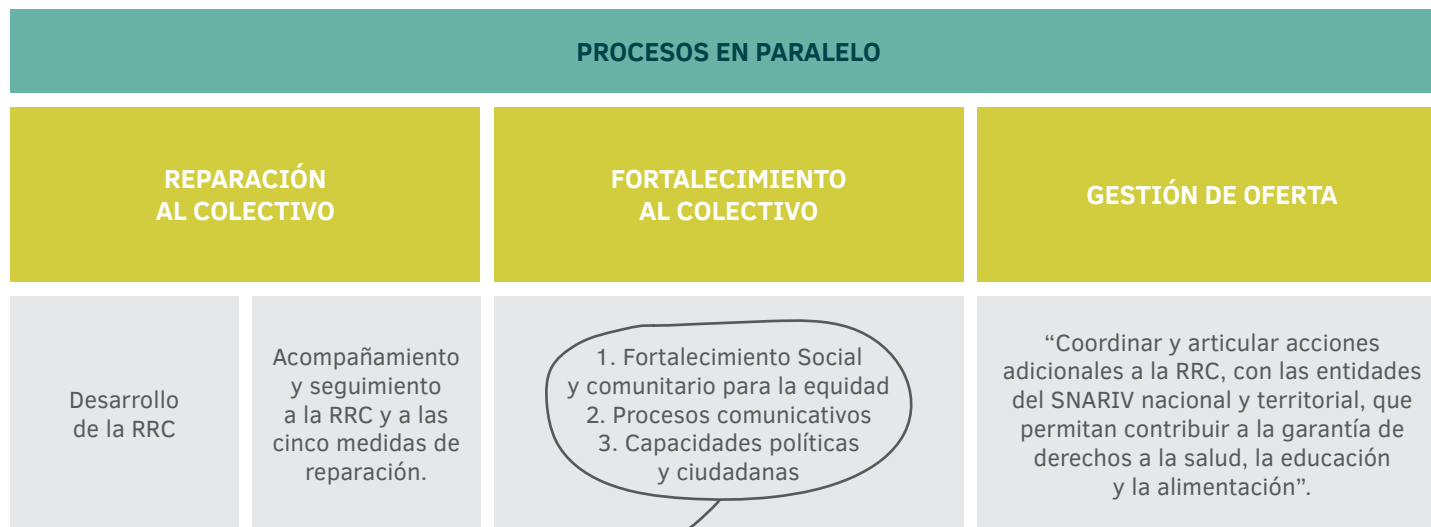 PROCESOS EN PARALELO
REPARACIÓN
AL COLECTIVO
FORTALECIMIENTO
AL COLECTIVO
GESTIÓN DE OFERTA
Desarrollo
de la RRC
Acompañamiento
y seguimiento
a la RRC y a las
cinco medidas de
reparación.
1. Fortalecimiento Social
y comunitario para la equidad
2. Procesos comunicativos
3. Capacidades políticas
y ciudadanas
“Coordinar y articular acciones
adicionales a la RRC, con las entidades
del SNARIV nacional y territorial, que
permitan contribuir a la garantía de
derechos a la salud, la educación
y la alimentación”.